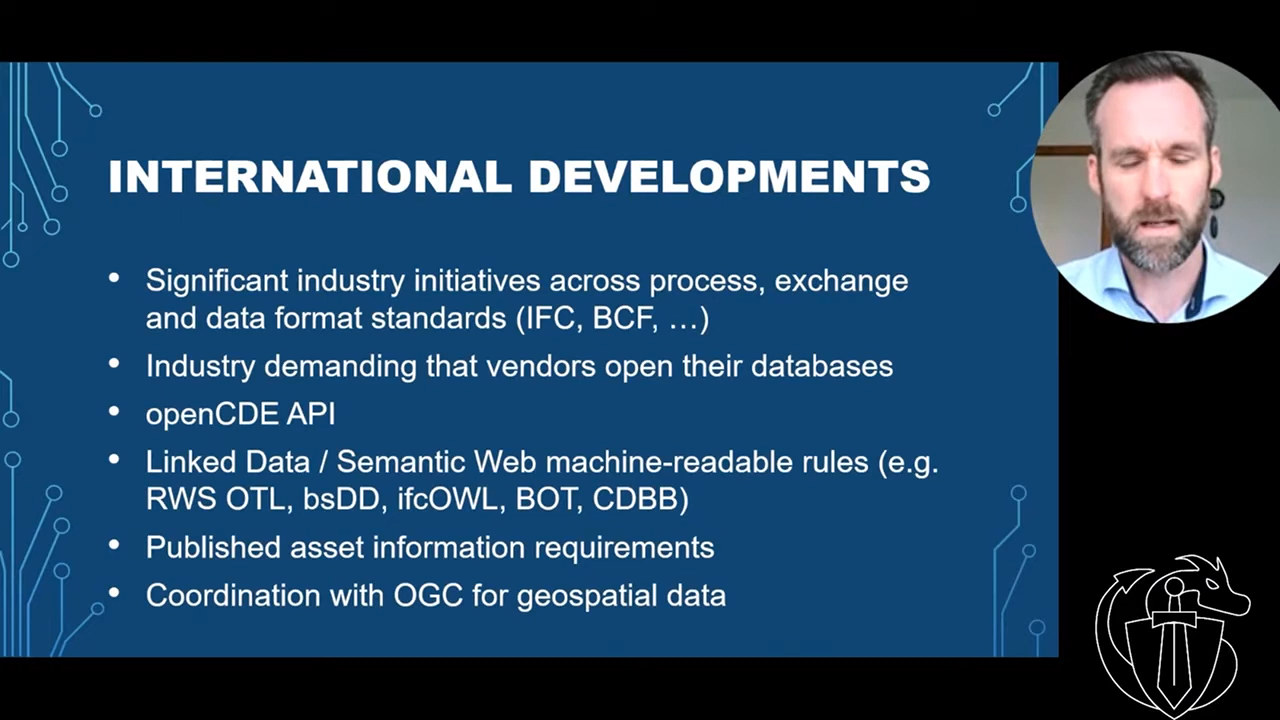 INTERNATIONAL DEVELOPMENTS
• Significant industry initiatives across process, exchange
and data format standards (IFC, BCF, …)
• Industry demanding that vendors open their databases
• openCDE API
• Linked Data / Semantic Web machine-readable rules (e.g.
RWS OTL, bsDD, ifcOWL, BOT, CDBB)
• Published asset information requirements
• Coordination with OGC for geospatial data